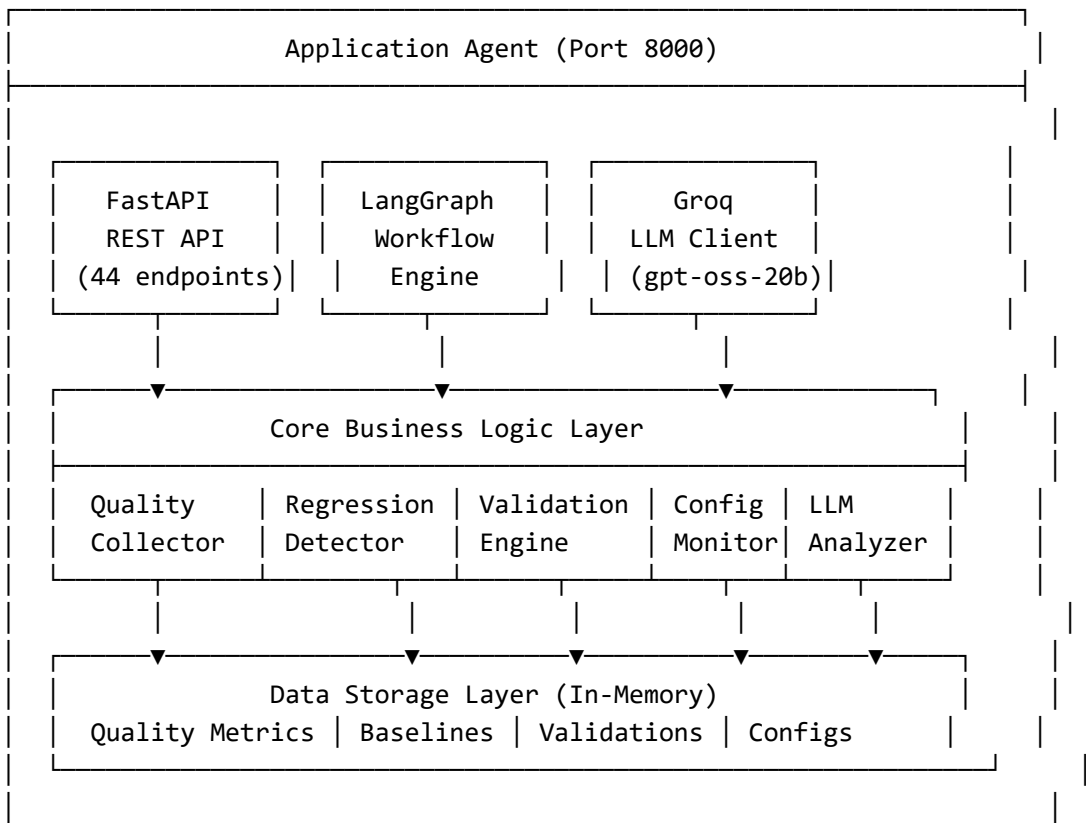 Application Agent (Port 8000)
FastAPI LangGraph Groq
REST API Workflow LLM Client
(44 endpoints) Engine (gpt-oss-20b)
Core Business Logic Layer
Quality Regression Validation Config LLM
Collector Detector Engine Monitor Analyzer
Data Storage Layer (In-Memory)
Quality Metrics Baselines Validations Configs